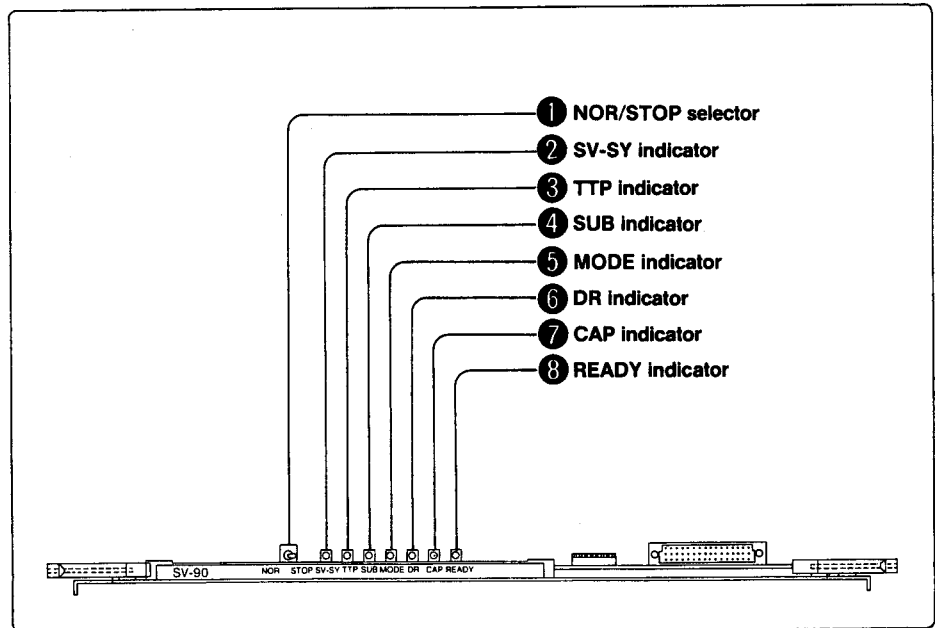 1 NOR/STOP selector
2 SV-SY indicator
3 TTP indicator
4 SUB indicator
5 MODE indicator
6 DR indicator
7 CAP indicator
8 READY indicator
SV-90 NOR STOP SV-SY TTP SUB MODE DR CAP READY